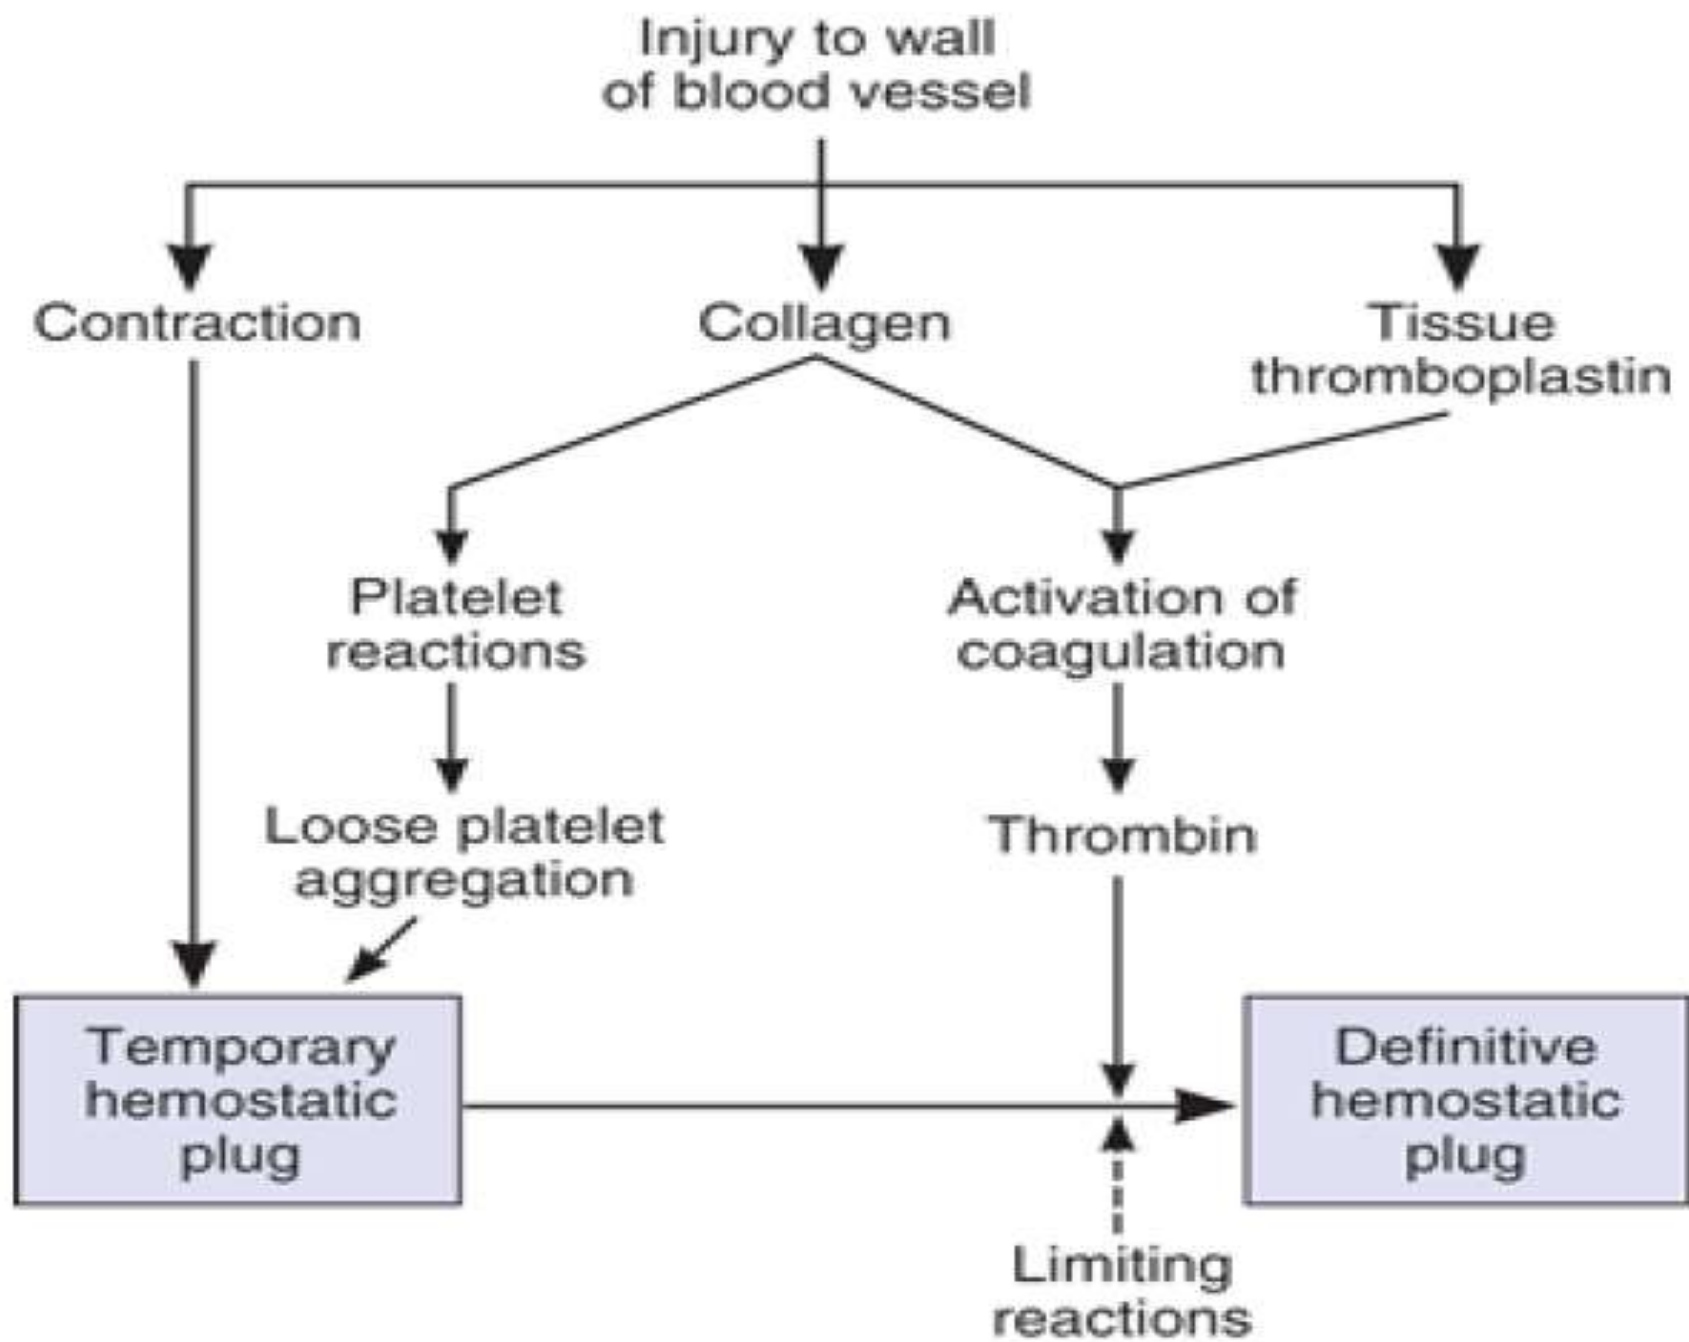 Injury to wall
of blood vessel
Contraction
Collagen
Tissue
thromboplastin
Platelet
reactions
Activation of
coagulation
Loose platelet
aggregation
Thrombin
Temporary
hemostatic
plug
Definitive
hemostatic
plug
Limiting
reactions